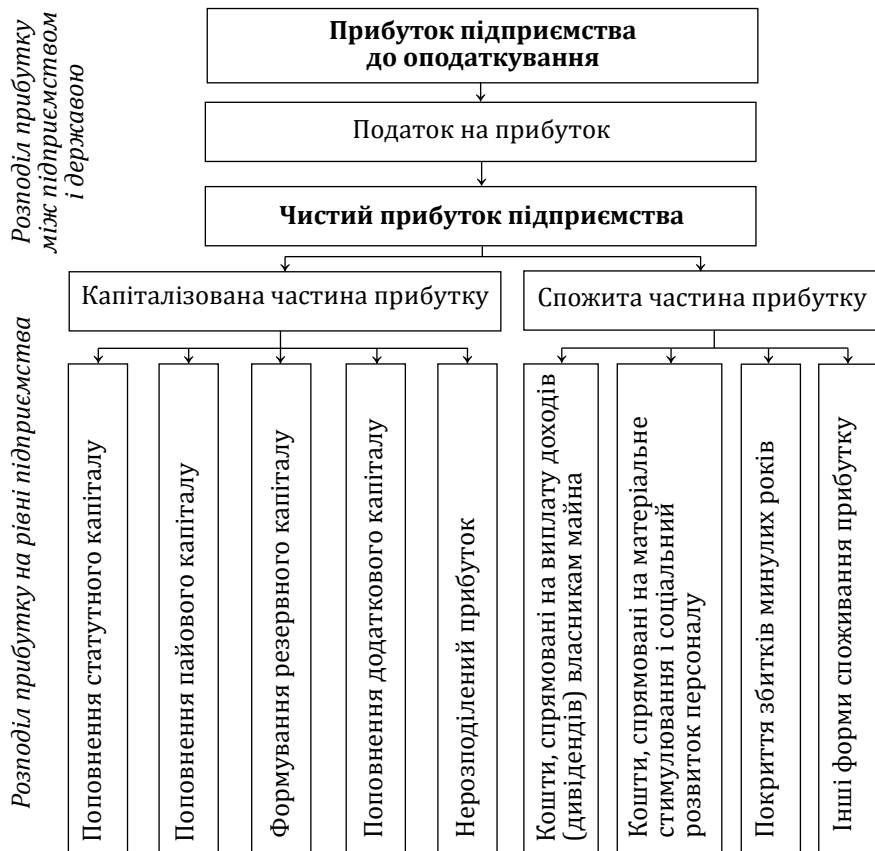 Розподіл прибутку
між підприємством
і державою
Прибуток підприємства
до оподаткування
Податок на прибуток
Чистий прибуток підприємства
Розподіл прибутку на рівні підприємства
Капіталізована частина прибутку
Спожита частина прибутку
Поповнення статутного капіталу
Поповнення пайового капіталу
Формування резервного капіталу
Поповнення додаткового капіталу
Нерозподілений прибуток
Кошти, спрямовані на виплату доходів
(дивідендів) власникам майна
Кошти, спрямовані на матеріальне
стимулювання і соціальний
розвиток персоналу
Покриття збитків минулих років
Інші форми споживання прибутку